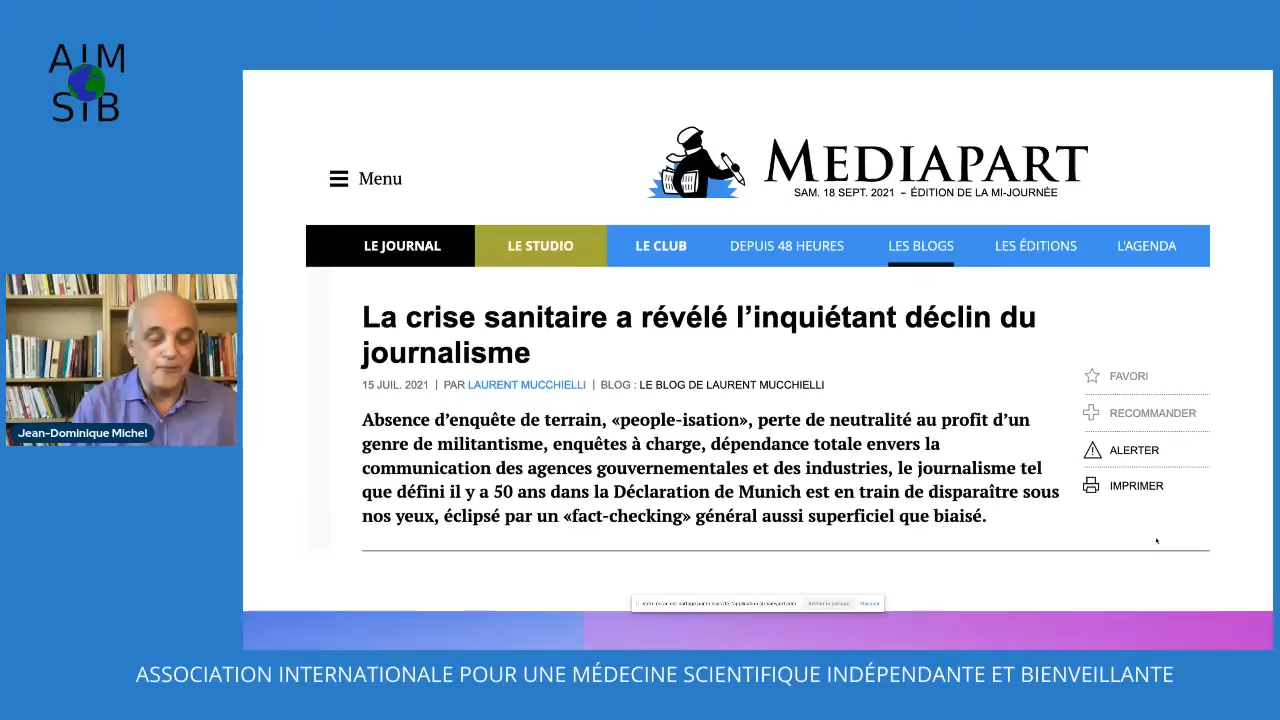 AIM
SIB
Menu
MEDIAPART
SAM. 18 SEPT. 2021 – ÉDITION DE LA MI-JOURNÉE
LE JOURNAL
LE STUDIO
LE CLUB
DEPUIS 48 HEURES
LES BLOGS
LES ÉDITIONS
L'AGENDA
La crise sanitaire a révélé l’inquiétant déclin du
journalisme
15 JUIL. 2021 | PAR LAURENT MUCCHIELLI | BLOG : LE BLOG DE LAURENT MUCCHIELLI
Absence d’enquête de terrain, «people-isation», perte de neutralité au profit d’un
genre de militantisme, enquêtes à charge, dépendance totale envers la
communication des agences gouvernementales et des industries, le journalisme tel
que défini il y a 50 ans dans la Déclaration de Munich est en train de disparaître sous
nos yeux, éclipsé par un «fact-checking» général aussi superficiel que biaisé.
FAVORI
RECOMMANDER
ALERTER
IMPRIMER
Jean-Dominique Michel
Masquer
ASSOCIATION INTERNATIONALE POUR UNE MÉDECINE SCIENTIFIQUE INDÉPENDANTE ET BIENVEILLANTE